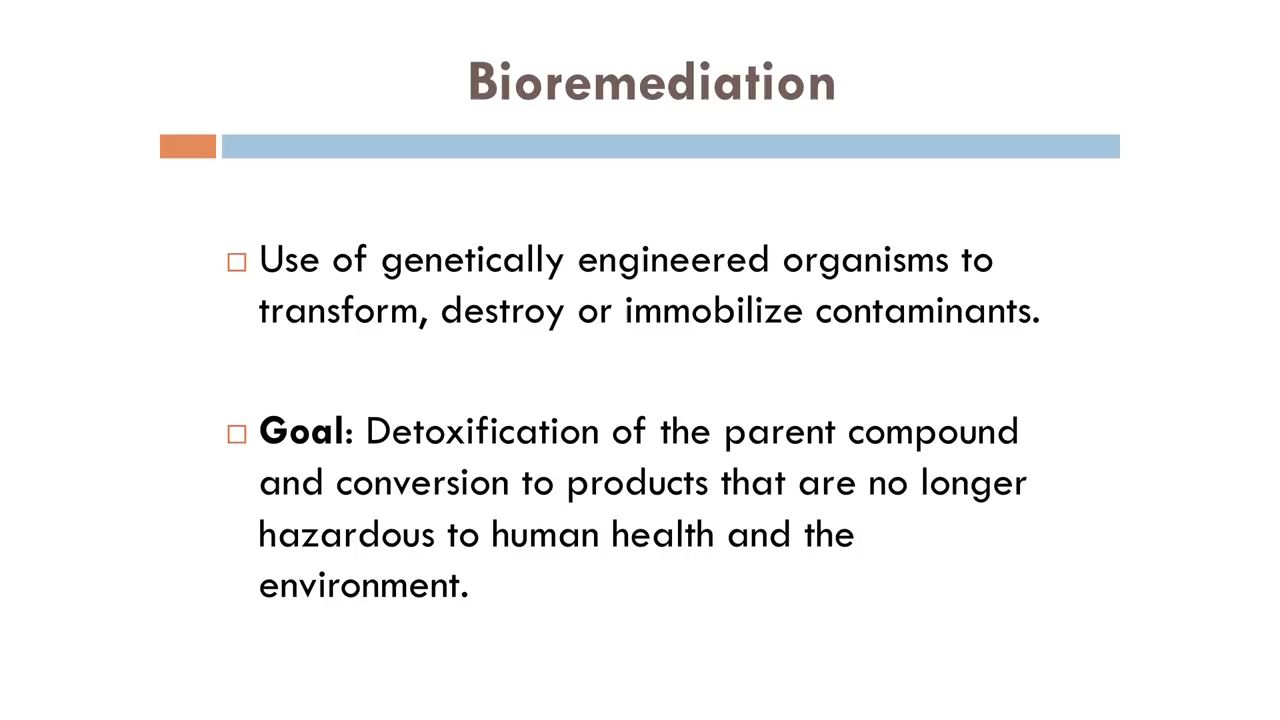 Bioremediation
Use of genetically engineered organisms to
transform, destroy or immobilize contaminants.
Goal: Detoxification of the parent compound
and conversion to products that are no longer
hazardous to human health and the
environment.